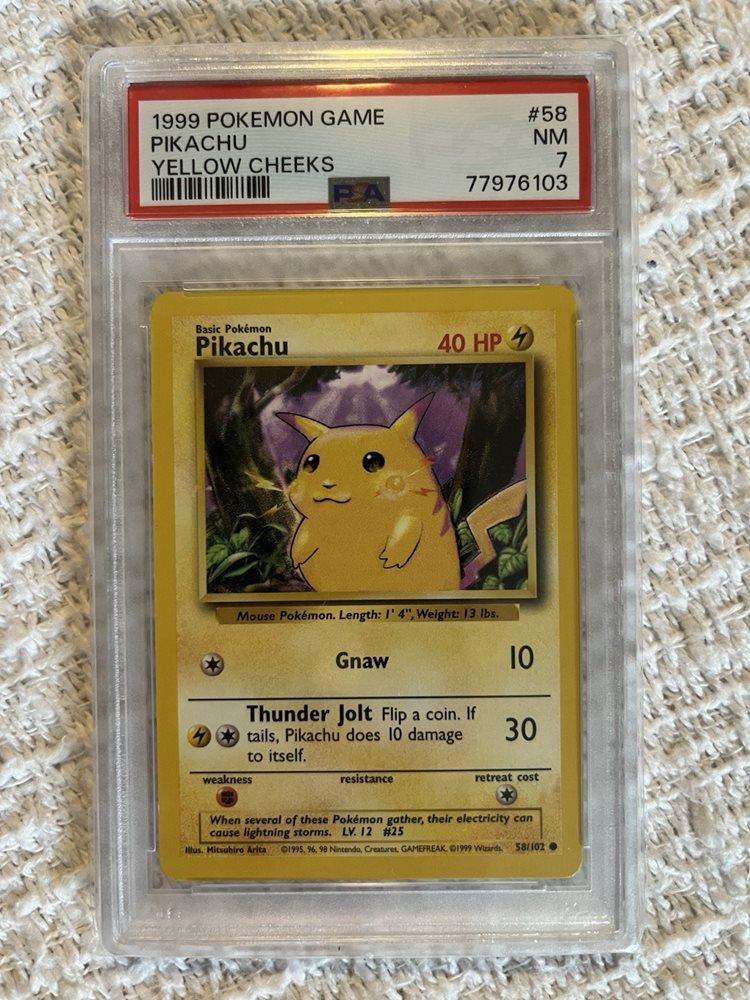 1999 POKEMON GAME #58
PIKACHU NM
YELLOW CHEEKS 7
PSA 77976103
Basic Pokémon
Pikachu 40 HP
Mouse Pokémon. Length: 1' 4", Weight: 13 lbs.
Gnaw 10
Thunder Jolt Flip a coin. If
tails, Pikachu does 10 damage
to itself.
30
weakness resistance retreat cost
When several of these Pokémon gather, their electricity can
cause lightning storms. LV. 12 #25
Illus. Mitsuhiro Arita ©1995, 96, 98 Nintendo, Creatures, GAMEFREAK. ©1999 Wizards. 58/102